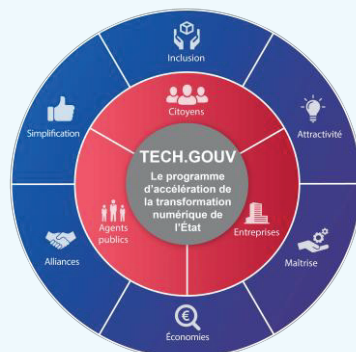 Inclusion
Citoyens
Simplification
Attractivité
TECH.GOUV
Le programme
d'accélération de
la transformation
numérique de
l'État
Agents
publics
Entreprises
Alliances
Maîtrise
Économies